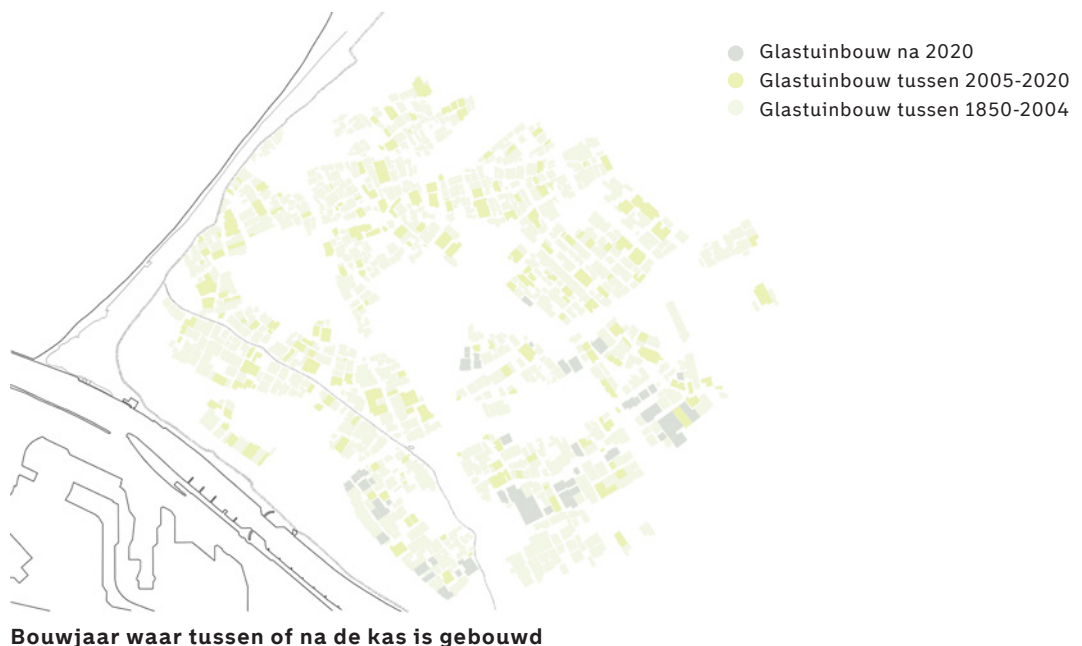 Glastuinbouw na 2020
Glastuinbouw tussen 2005-2020
Glastuinbouw tussen 1850-2004
Bouwjaar waar tussen of na de kas is gebouwd